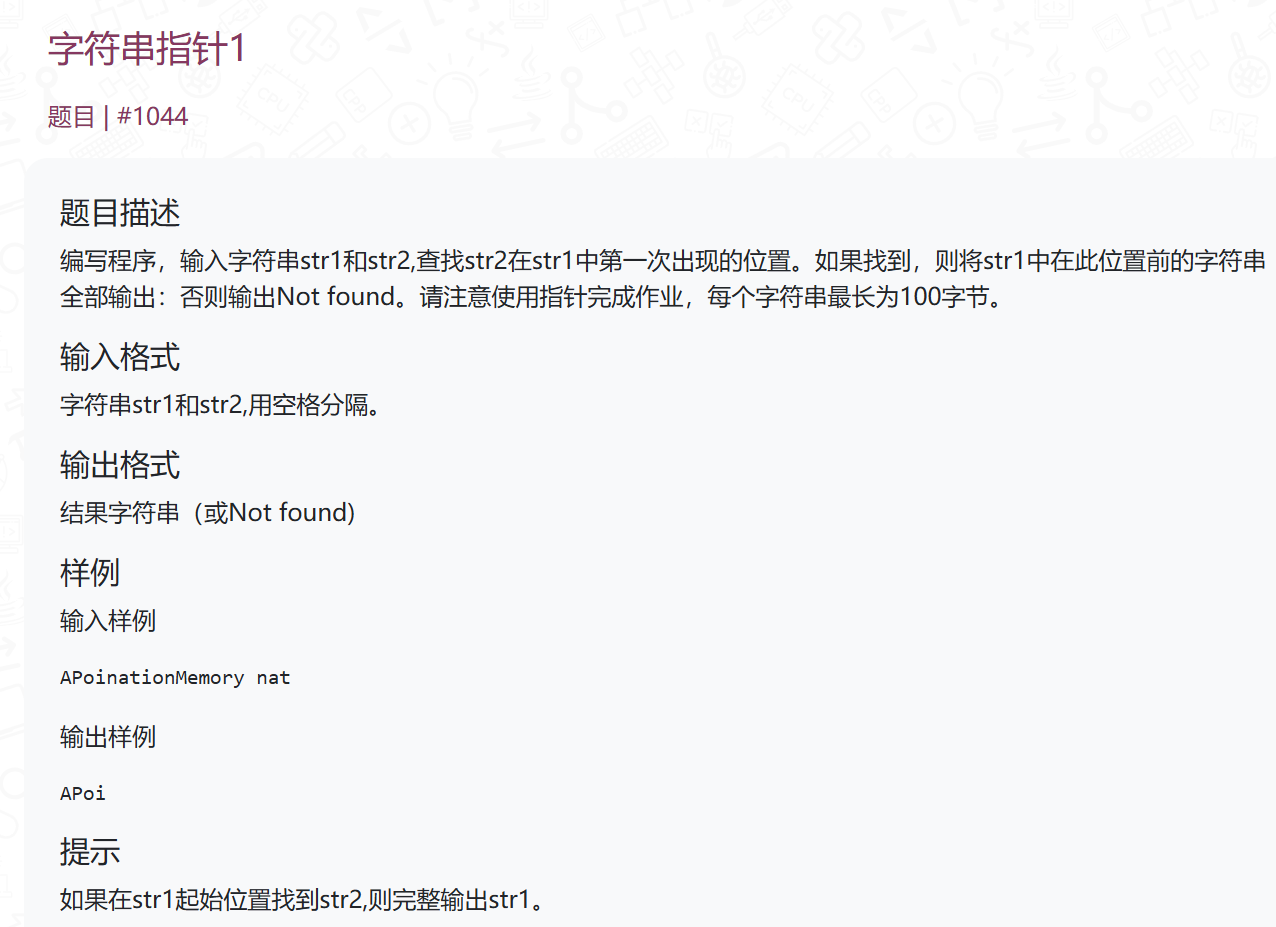 字符串指针1
题目 | #1044
题目描述
编写程序，输入字符串str1和str2,查找str2在str1中第一次出现的位置。如果找到，则将str1中在此位置前的字符串
全部输出：否则输出Not found。请注意使用指针完成作业，每个字符串最长为100字节。
输入格式
字符串str1和str2,用空格分隔。
输出格式
结果字符串（或Not found)
样例
输入样例
APoinationMemory nat
输出样例
APoi
提示
如果在str1起始位置找到str2,则完整输出str1。